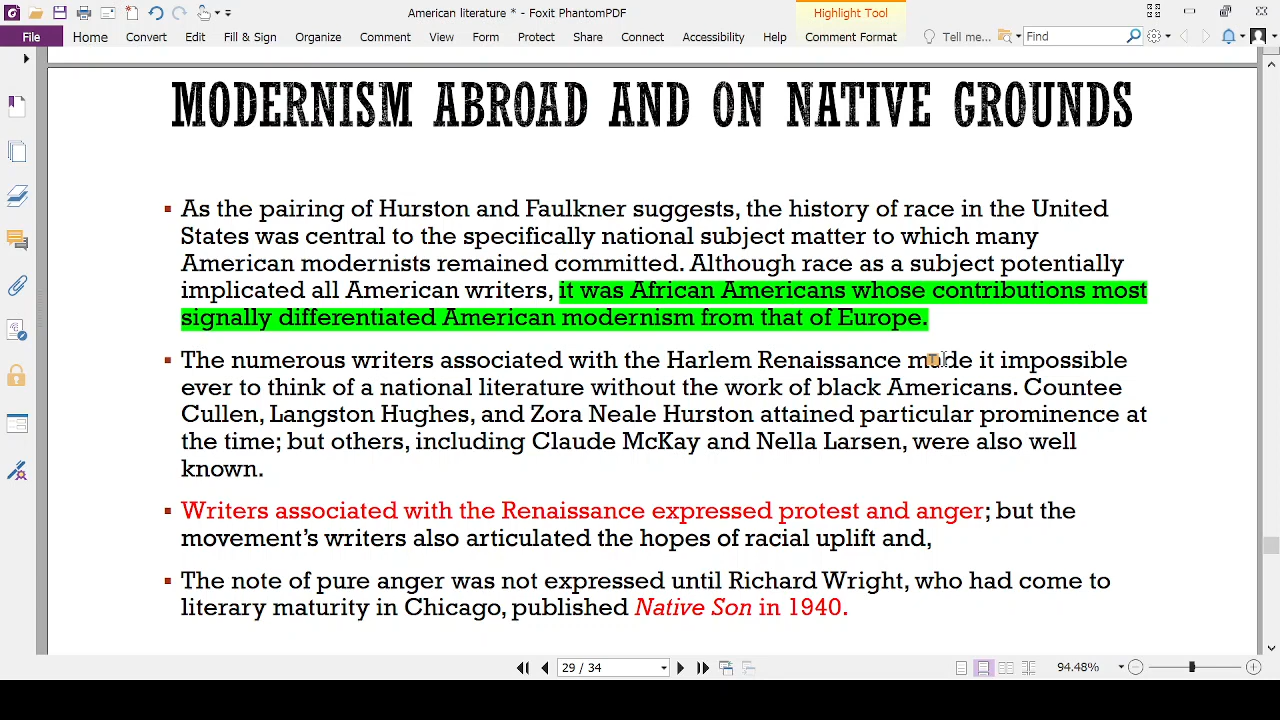 American literature * - Foxit PhantomPDF
Highlight Tool
File Home Convert Edit Fill & Sign Organize Comment View Form Protect Share Connect Accessibility Help Comment Format Tell me... Find
MODERNISM ABROAD AND ON NATIVE GROUNDS
▪ As the pairing of Hurston and Faulkner suggests, the history of race in the United
States was central to the specifically national subject matter to which many
American modernists remained committed. Although race as a subject potentially
implicated all American writers, it was African Americans whose contributions most
signally differentiated American modernism from that of Europe.
▪ The numerous writers associated with the Harlem Renaissance made it impossible
ever to think of a national literature without the work of black Americans. Countee
Cullen, Langston Hughes, and Zora Neale Hurston attained particular prominence at
the time; but others, including Claude McKay and Nella Larsen, were also well
known.
▪ Writers associated with the Renaissance expressed protest and anger; but the
movement's writers also articulated the hopes of racial uplift and,
▪ The note of pure anger was not expressed until Richard Wright, who had come to
literary maturity in Chicago, published Native Son in 1940.
29 / 34
94.48%